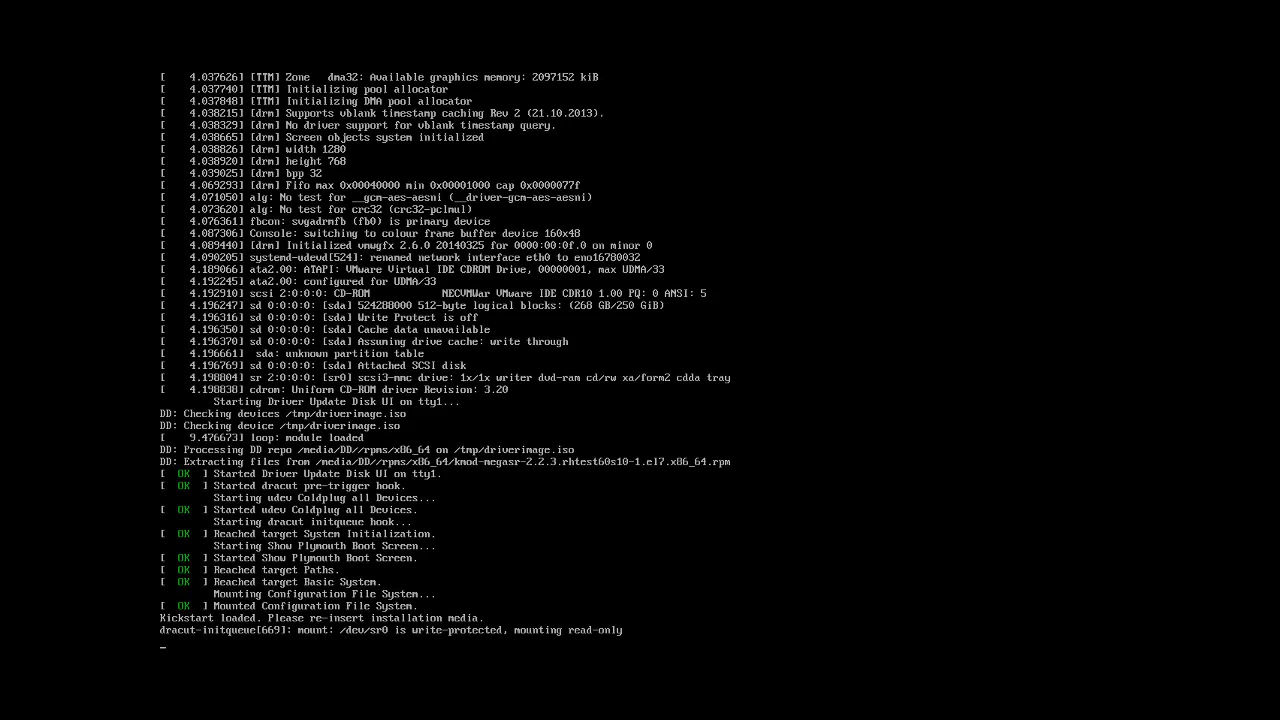 [    4.037626] [TTM] Zone   dma32: Available graphics memory: 2097152 kiB
[    4.037740] [TTM] Initializing pool allocator
[    4.037848] [TTM] Initializing DMA pool allocator
[    4.038215] [drm] Supports vblank timestamp caching Rev 2 (21.10.2013).
[    4.038329] [drm] No driver support for vblank timestamp query.
[    4.038665] [drm] Screen objects system initialized
[    4.038826] [drm] width 1280
[    4.038920] [drm] height 768
[    4.039025] [drm] bpp 32
[    4.069293] [drm] Fifo max 0x00040000 min 0x00001000 cap 0x0000077f
[    4.071050] alg: No test for __gcm-aes-aesni (__driver-gcm-aes-aesni)
[    4.073620] alg: No test for crc32 (crc32-pclmul)
[    4.076361] fbcon: svgadrmfb (fb0) is primary device
[    4.087306] Console: switching to colour frame buffer device 160x48
[    4.089440] [drm] Initialized vmwgfx 2.6.0 20140325 for 0000:00:0f.0 on minor 0
[    4.090205] systemd-udevd[524]: renamed network interface eth0 to eno16780032
[    4.189066] ata2.00: ATAPI: VMware Virtual IDE CDROM Drive, 00000001, max UDMA/33
[    4.192245] ata2.00: configured for UDMA/33
[    4.192910] scsi 2:0:0:0: CD-ROM            NECVMWar VMware IDE CDR10 1.00 PQ: 0 ANSI: 5
[    4.196247] sd 0:0:0:0: [sda] 524288000 512-byte logical blocks: (268 GB/250 GiB)
[    4.196316] sd 0:0:0:0: [sda] Write Protect is off
[    4.196350] sd 0:0:0:0: [sda] Cache data unavailable
[    4.196370] sd 0:0:0:0: [sda] Assuming drive cache: write through
[    4.196661]  sda: unknown partition table
[    4.196769] sd 0:0:0:0: [sda] Attached SCSI disk
[    4.198804] sr 2:0:0:0: [sr0] scsi3-mmc drive: 1x/1x writer dvd-ram cd/rw xa/form2 cdda tray
[    4.198838] cdrom: Uniform CD-ROM driver Revision: 3.20
         Starting Driver Update Disk UI on tty1...
DD: Checking devices /tmp/driverimage.iso
DD: Checking device /tmp/driverimage.iso
[    9.476673] loop: module loaded
DD: Processing DD repo /media/DD//rpms/x86_64 on /tmp/driverimage.iso
DD: Extracting files from /media/DD//rpms/x86_64/kmod-megasr-2.2.3.rhtest60s10-1.el7.x86_64.rpm
[  OK  ] Started Driver Update Disk UI on tty1.
[  OK  ] Started dracut pre-trigger hook.
         Starting udev Coldplug all Devices...
[  OK  ] Started udev Coldplug all Devices.
         Starting dracut initqueue hook...
[  OK  ] Reached target System Initialization.
         Starting Show Plymouth Boot Screen...
[  OK  ] Started Show Plymouth Boot Screen.
[  OK  ] Reached target Paths.
[  OK  ] Reached target Basic System.
         Mounting Configuration File System...
[  OK  ] Mounted Configuration File System.
Kickstart loaded. Please re-insert installation media.
dracut-initqueue[669]: mount: /dev/sr0 is write-protected, mounting read-only